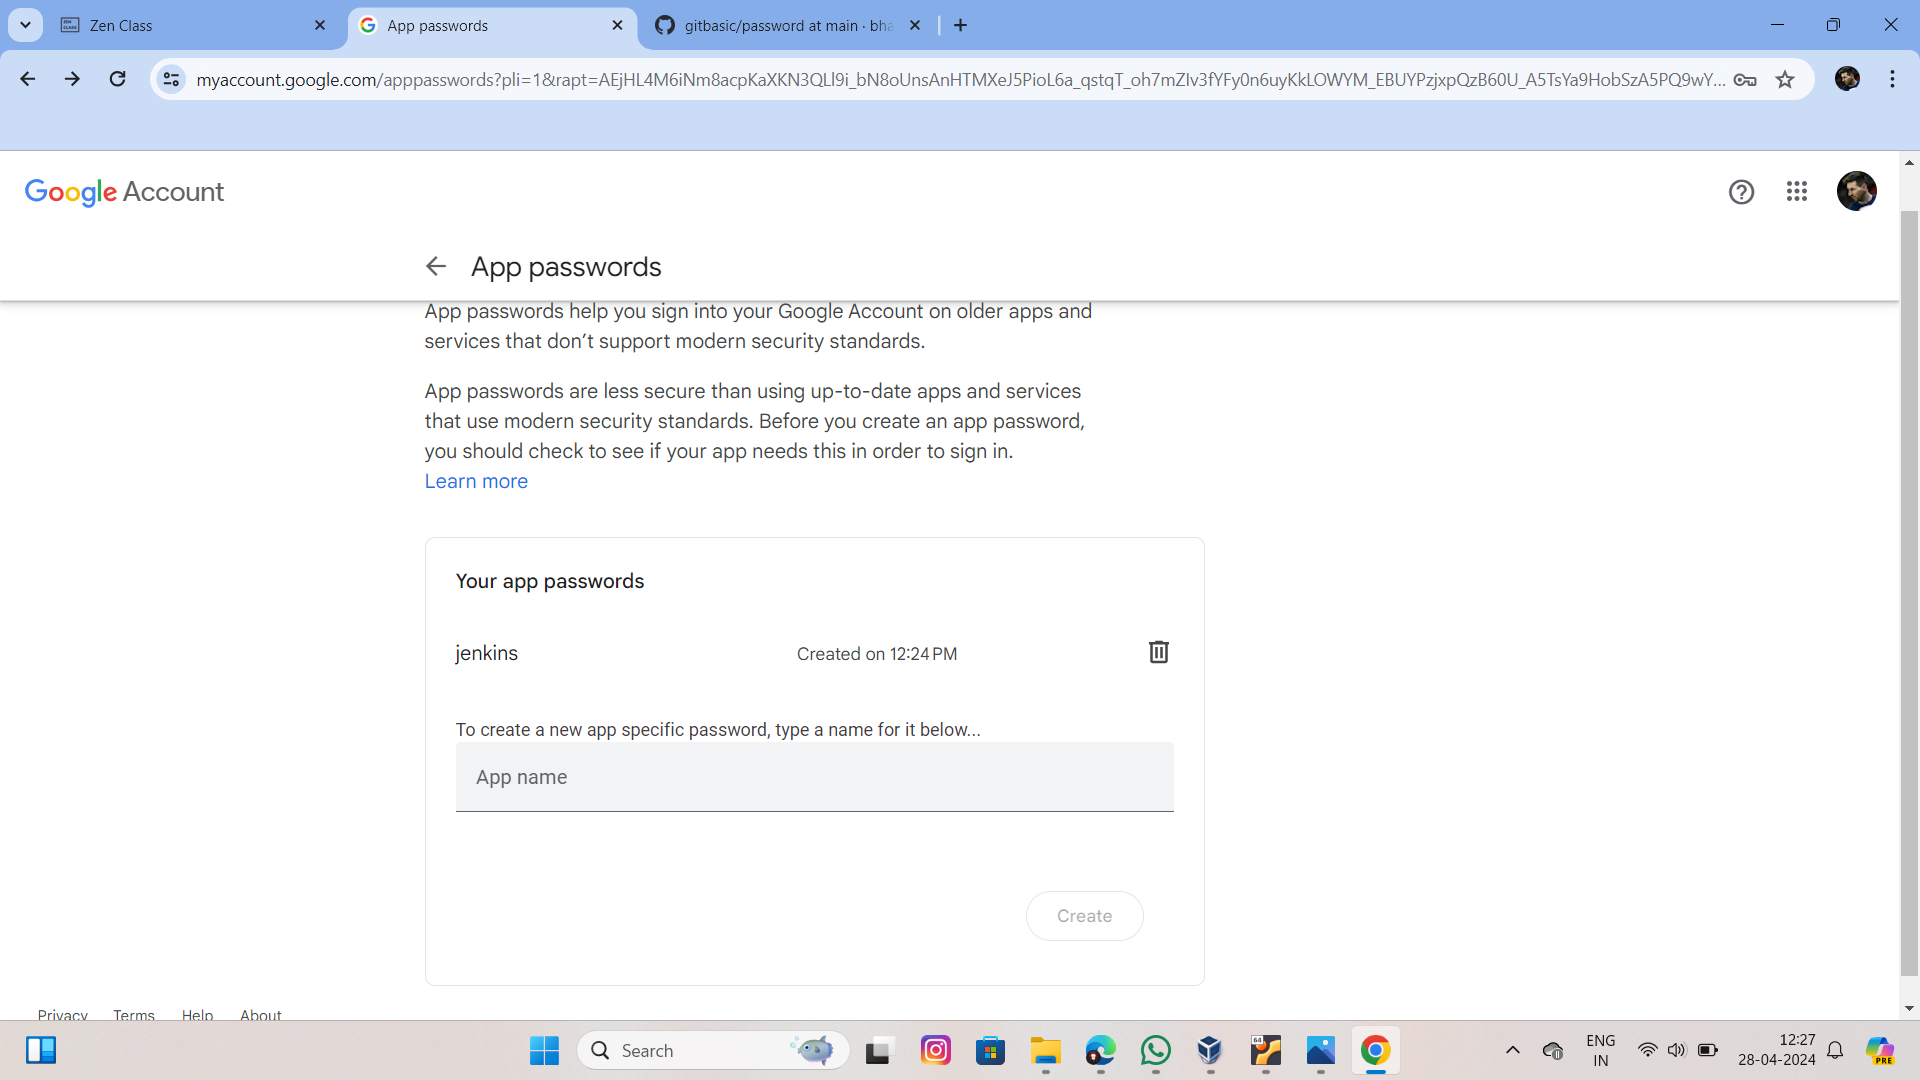 Zen Class
App passwords
gitbasic/password at main · bha
myaccount.google.com/apppasswords?pli=1&rapt=AEjHL4M6iNm8acpKaXKN3QLl9i_bN8oUnsAnHTMXeJ5PioL6a_qstqT_oh7mZIv3fYFy0n6uyKkLOWYM_EBUYPzjxpQzB60U_A5TsYa9HobSzA5PQ9wY...
Google Account
App passwords
App passwords help you sign into your Google Account on older apps and
services that don’t support modern security standards.
App passwords are less secure than using up-to-date apps and services
that use modern security standards. Before you create an app password,
you should check to see if your app needs this in order to sign in.
Learn more
Your app passwords
jenkins
Created on 12:24 PM
To create a new app specific password, type a name for it below...
App name
Create
Privacy Terms Help About
Search
64
ENG
IN
12:27
28-04-2024
PRE